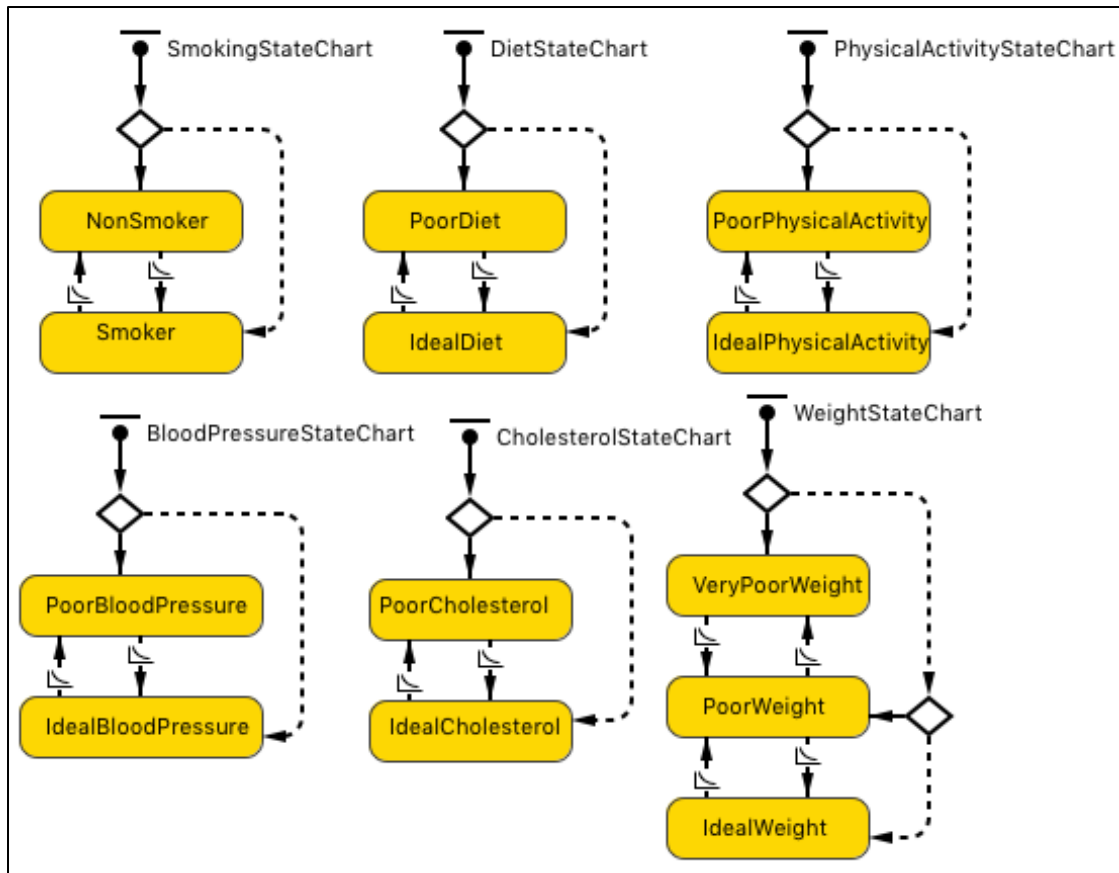 SmokingStateChart
NonSmoker
Smoker
DietStateChart
PoorDiet
IdealDiet
PhysicalActivityStateChart
PoorPhysicalActivity
IdealPhysicalActivity
BloodPressureStateChart
PoorBloodPressure
IdealBloodPressure
CholesterolStateChart
PoorCholesterol
IdealCholesterol
WeightStateChart
VeryPoorWeight
PoorWeight
IdealWeight